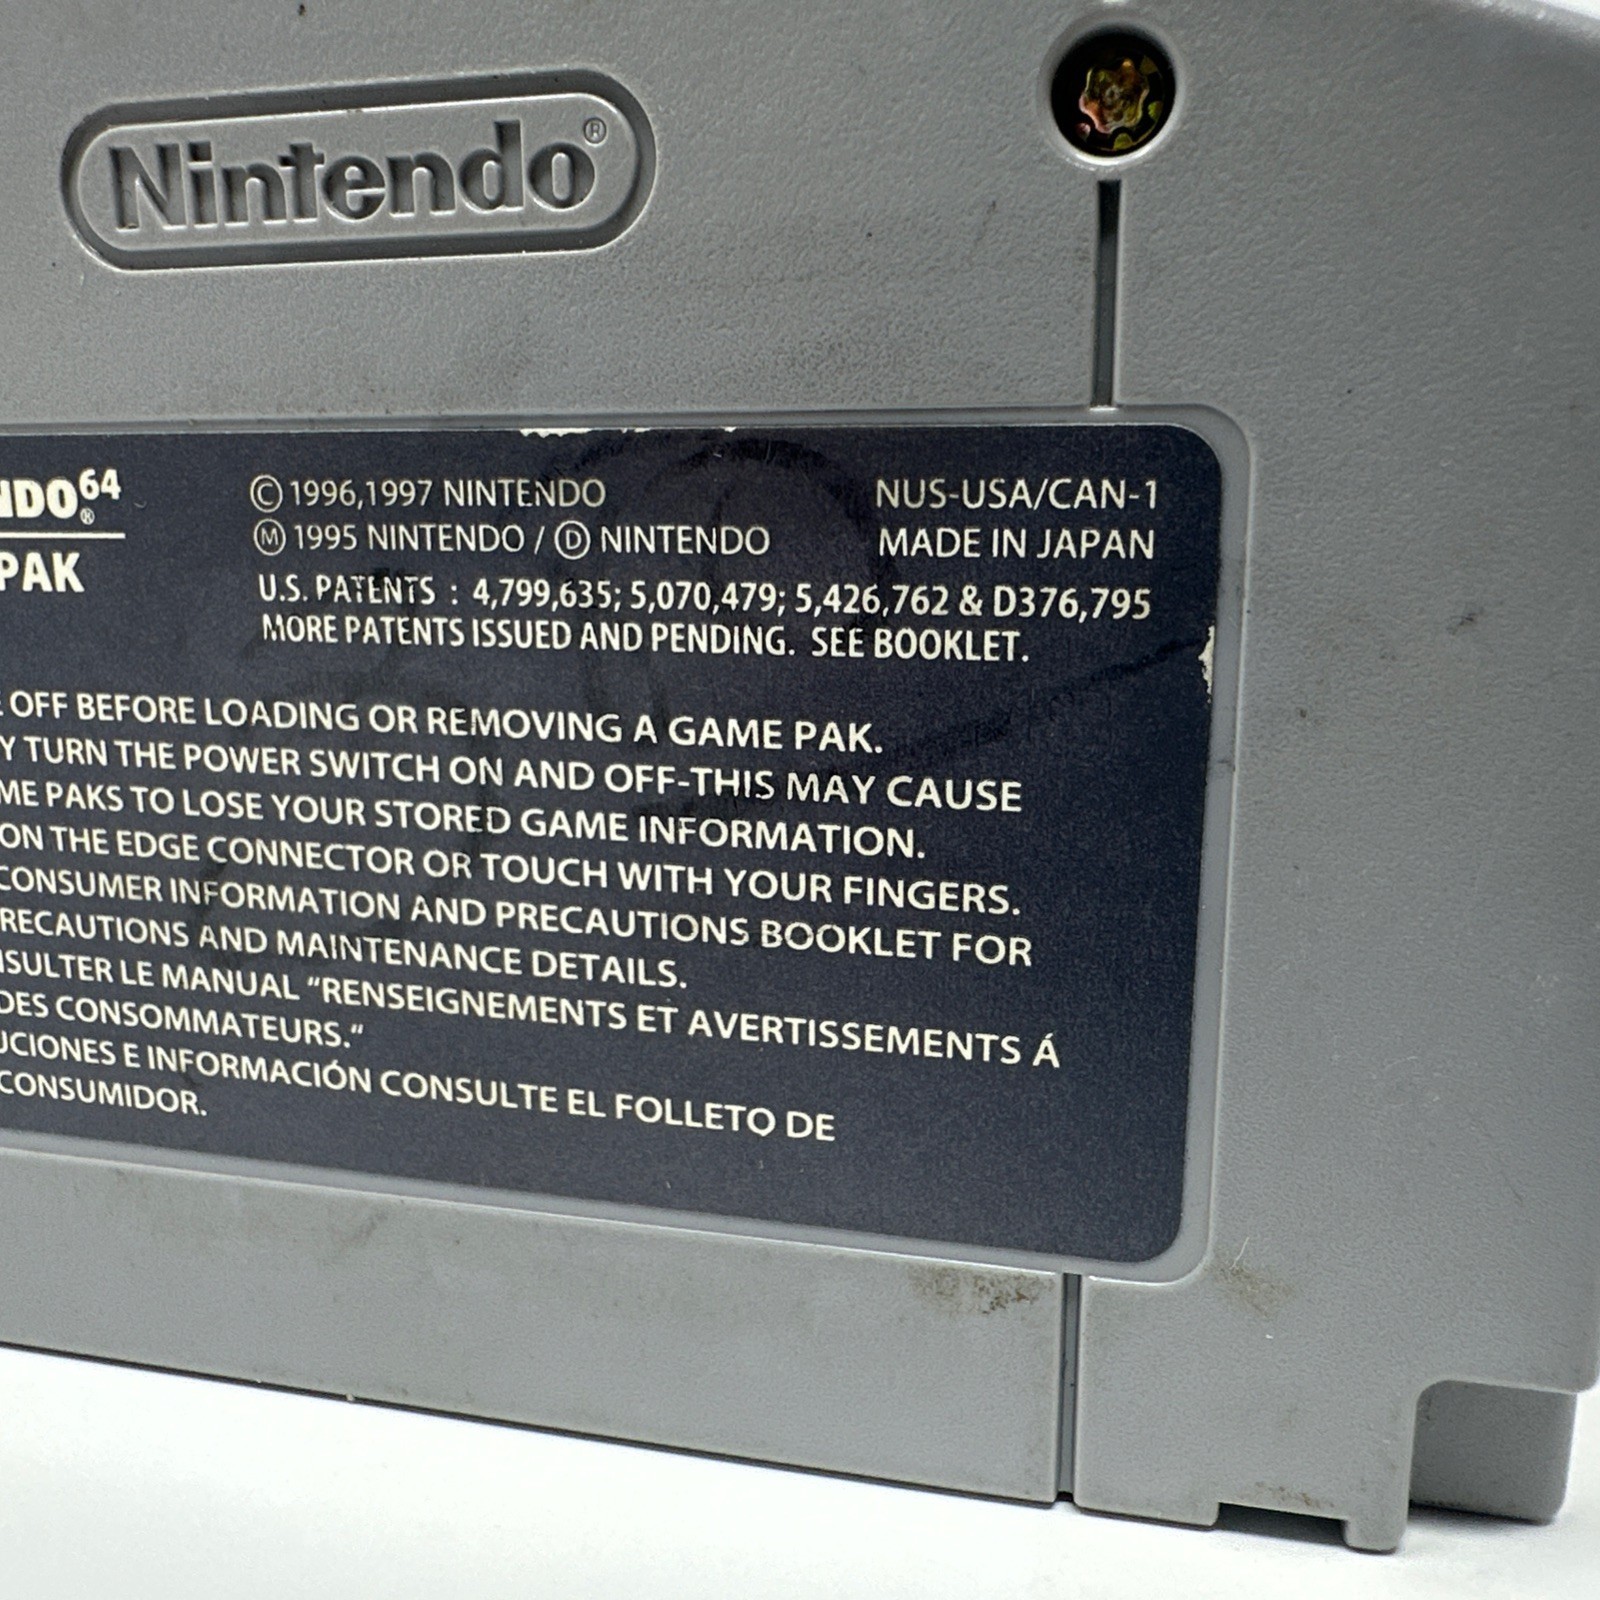 Nintendo®
NDO64®
PAK
© 1996,1997 NINTENDO
Ⓜ 1995 NINTENDO / Ⓓ NINTENDO
NUS-USA/CAN-1
MADE IN JAPAN
U.S. PATENTS : 4,799,635; 5,070,479; 5,426,762 & D376,795
MORE PATENTS ISSUED AND PENDING. SEE BOOKLET.
OFF BEFORE LOADING OR REMOVING A GAME PAK.
Y TURN THE POWER SWITCH ON AND OFF-THIS MAY CAUSE
ME PAKS TO LOSE YOUR STORED GAME INFORMATION.
ON THE EDGE CONNECTOR OR TOUCH WITH YOUR FINGERS.
CONSUMER INFORMATION AND PRECAUTIONS BOOKLET FOR
RECAUTIONS AND MAINTENANCE DETAILS.
NSULTER LE MANUAL "RENSEIGNEMENTS ET AVERTISSEMENTS Á
DES CONSOMMATEURS."
UCIONES E INFORMACIÓN CONSULTE EL FOLLETO DE
CONSUMIDOR.